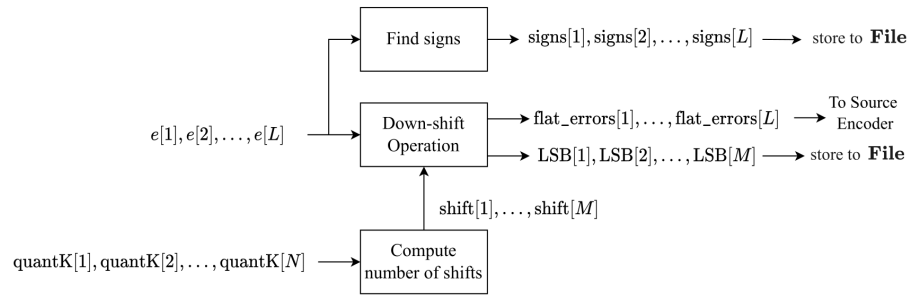 Find signs
signs[1], signs[2], ..., signs[L]
store to File
e[1], e[2], ..., e[L]
Down-shift
Operation
flat_errors[1], ..., flat_errors[L]
To Source
Encoder
LSB[1], LSB[2], ..., LSB[M]
store to File
shift[1], ..., shift[M]
quantK[1], quantK[2], ..., quantK[N]
Compute
number of shifts